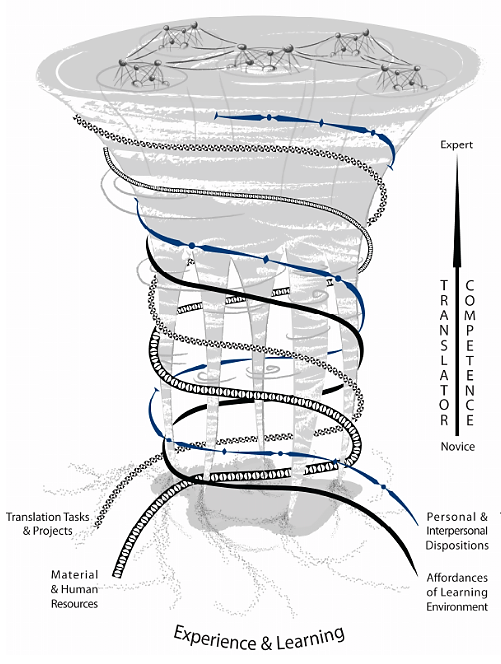 Expert
TRANSLATOR
COMPETENCE
Novice
Translation Tasks
& Projects
Personal &
Interpersonal
Dispositions
Material
& Human
Resources
Affordances
of Learning
Environment
Experience & Learning